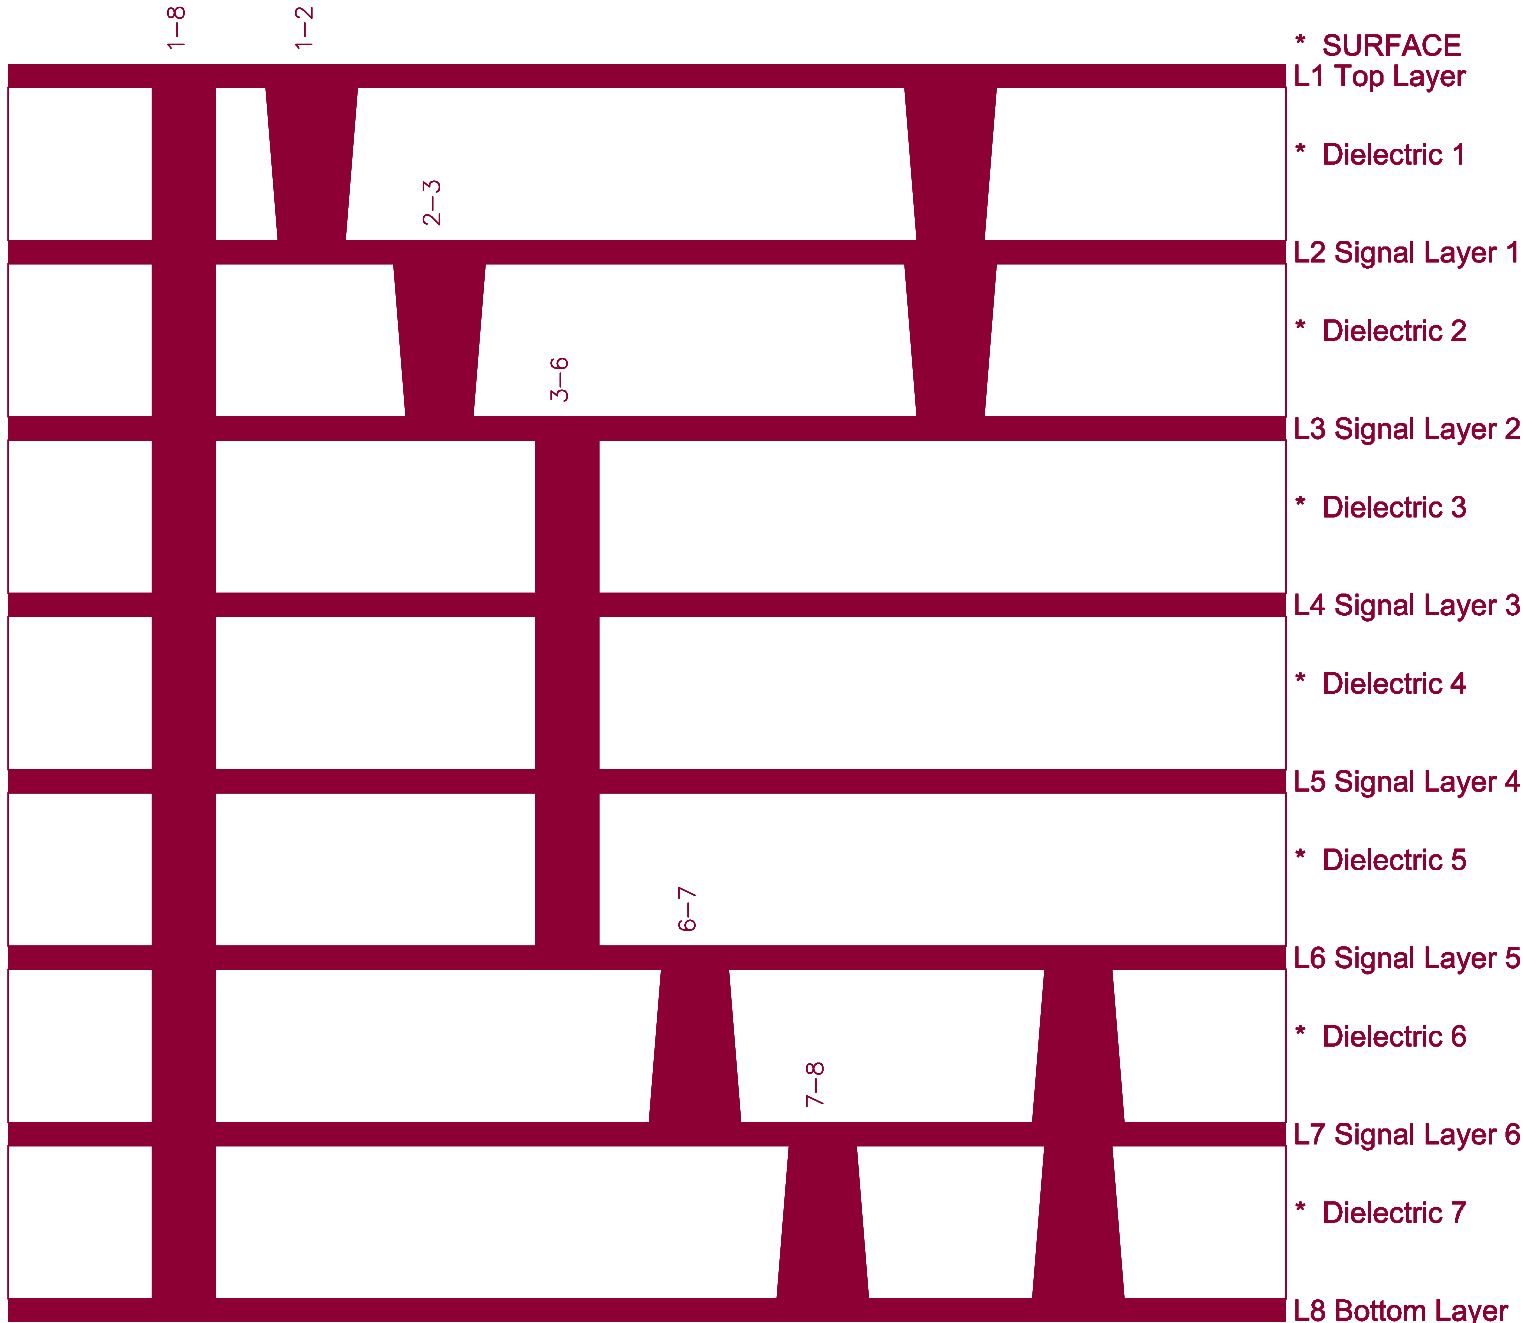 1-8
1-2
* SURFACE
L1 Top Layer
* Dielectric 1
2-3
L2 Signal Layer 1
* Dielectric 2
3-6
L3 Signal Layer 2
* Dielectric 3
L4 Signal Layer 3
* Dielectric 4
L5 Signal Layer 4
* Dielectric 5
6-7
L6 Signal Layer 5
* Dielectric 6
7-8
L7 Signal Layer 6
* Dielectric 7
L8 Bottom Layer